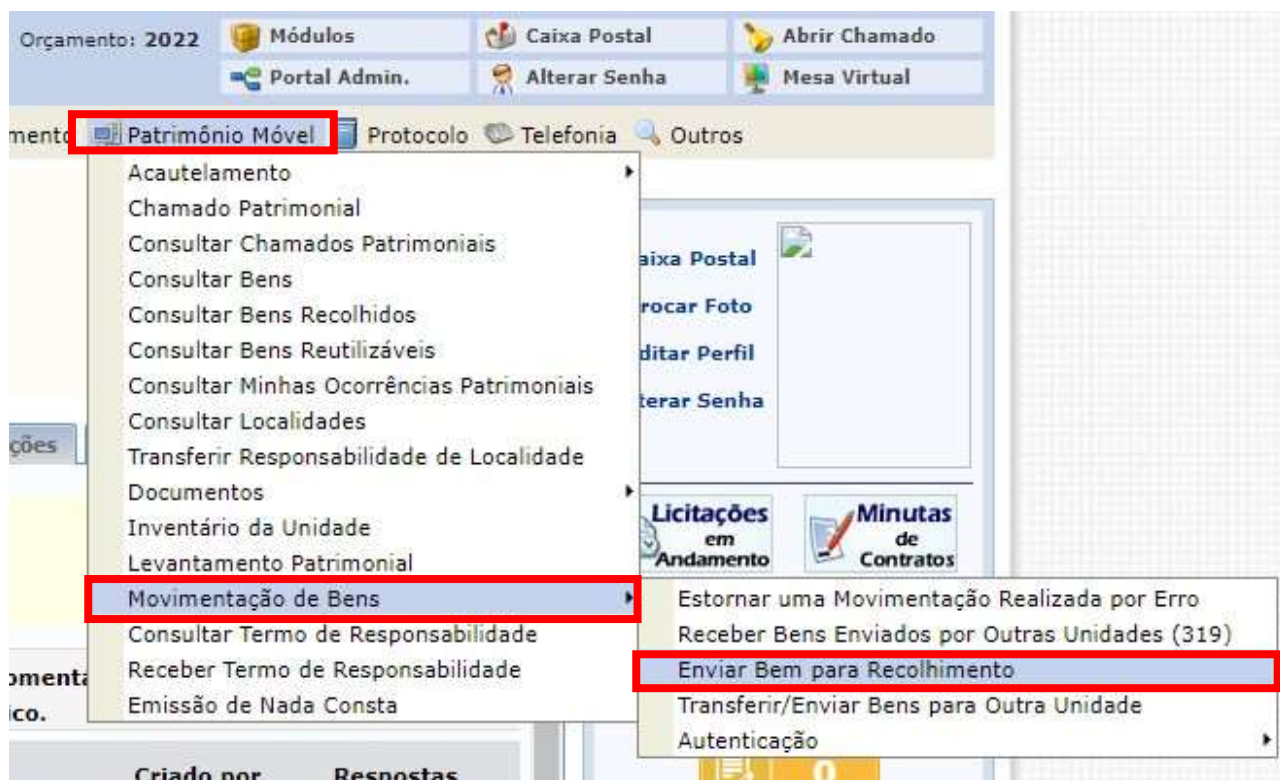 Orçamento: 2022 Módulos Caixa Postal Abrir Chamado
Portal Admin. Alterar Senha Mesa Virtual
mento Patrimônio Móvel Protocolo Telefonia Outros
Acautelamento
Chamado Patrimonial
Consultar Chamados Patrimoniais
Consultar Bens
Consultar Bens Recolhidos
Consultar Bens Reutilizáveis
Consultar Minhas Ocorrências Patrimoniais
Consultar Localidades
Transferir Responsabilidade de Localidade
Documentos
Inventário da Unidade
Levantamento Patrimonial
Movimentação de Bens
Consultar Termo de Responsabilidade
Receber Termo de Responsabilidade
Emissão de Nada Consta
aixa Postal
rocar Foto
ditar Perfil
terar Senha
ções
Licitações
em
Andamento
Minutas
de
Contratos
Estornar uma Movimentação Realizada por Erro
Receber Bens Enviados por Outras Unidades (319)
Enviar Bem para Recolhimento
Transferir/Enviar Bens para Outra Unidade
Autenticação
omenta
ico.
Criado por Respostas
0